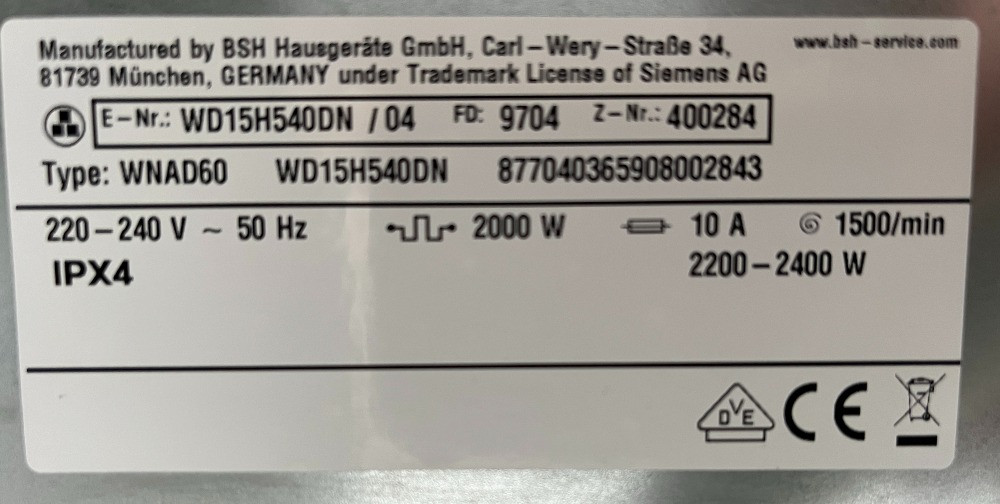 Manufactured by BSH Hausgeräte GmbH, Carl-Wery-Straße 34, www.bsh-service.com
81739 München, GERMANY under Trademark License of Siemens AG
E-Nr.: WD15H540DN / 04 FD: 9704 Z-Nr.: 400284
Type: WNAD60 WD15H540DN 877040365908002843
220-240 V ~ 50 Hz 2000 W 10 A 1500/min
IPX4 2200-2400 W
DVE CE